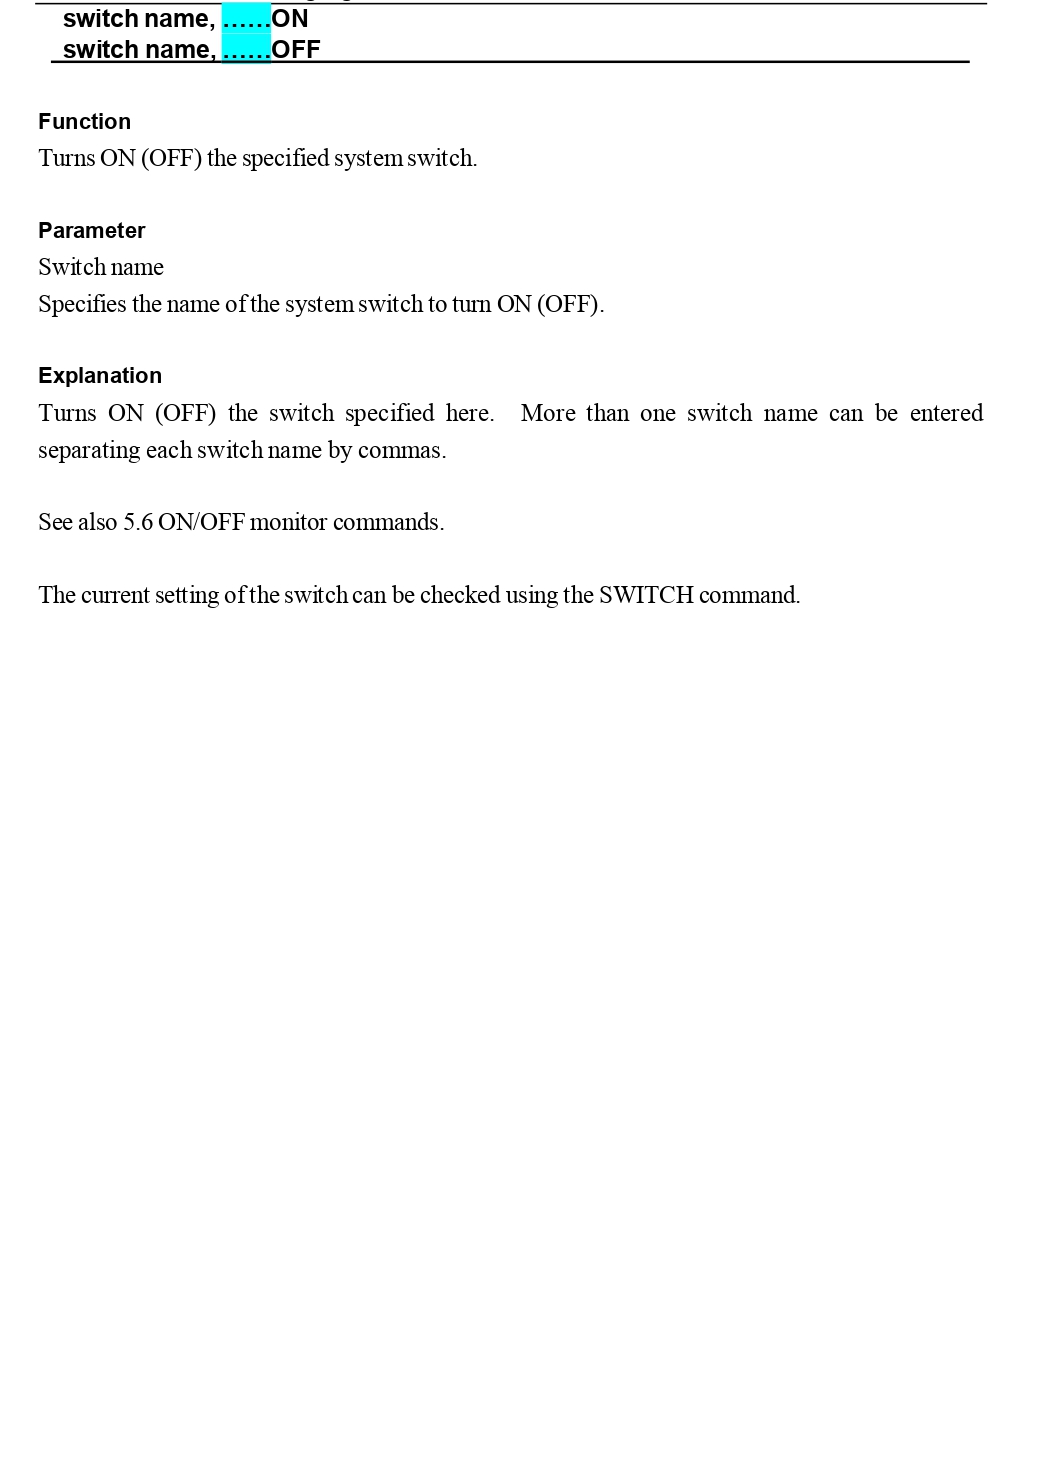 switch name, ......ON
switch name, ......OFF
Function
Turns ON (OFF) the specified system switch.
Parameter
Switch name
Specifies the name of the system switch to turn ON (OFF).
Explanation
Turns ON (OFF) the switch specified here. More than one switch name can be entered
separating each switch name by commas.
See also 5.6 ON/OFF monitor commands.
The current setting of the switch can be checked using the SWITCH command.